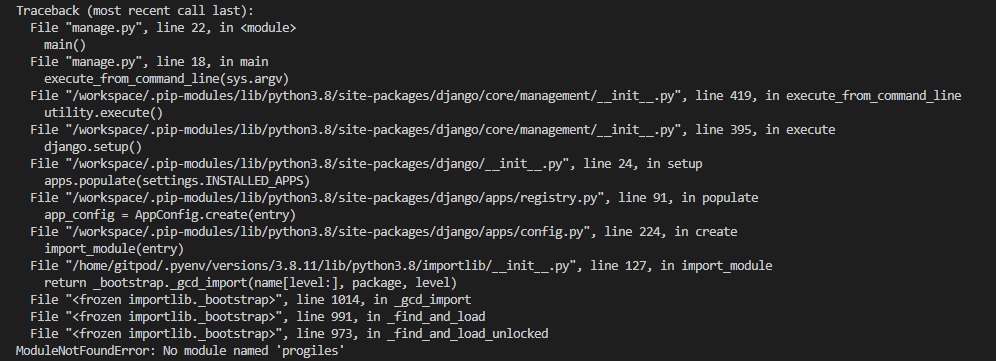 Traceback (most recent call last):
  File "manage.py", line 22, in <module>
    main()
  File "manage.py", line 18, in main
    execute_from_command_line(sys.argv)
  File "/workspace/.pip-modules/lib/python3.8/site-packages/django/core/management/__init__.py", line 419, in execute_from_command_line
    utility.execute()
  File "/workspace/.pip-modules/lib/python3.8/site-packages/django/core/management/__init__.py", line 395, in execute
    django.setup()
  File "/workspace/.pip-modules/lib/python3.8/site-packages/django/__init__.py", line 24, in setup
    apps.populate(settings.INSTALLED_APPS)
  File "/workspace/.pip-modules/lib/python3.8/site-packages/django/apps/registry.py", line 91, in populate
    app_config = AppConfig.create(entry)
  File "/workspace/.pip-modules/lib/python3.8/site-packages/django/apps/config.py", line 224, in create
    import_module(entry)
  File "/home/gitpod/.pyenv/versions/3.8.11/lib/python3.8/importlib/__init__.py", line 127, in import_module
    return _bootstrap._gcd_import(name[level:], package, level)
  File "<frozen importlib._bootstrap>", line 1014, in _gcd_import
  File "<frozen importlib._bootstrap>", line 991, in _find_and_load
  File "<frozen importlib._bootstrap>", line 973, in _find_and_load_unlocked
ModuleNotFoundError: No module named 'progiles'